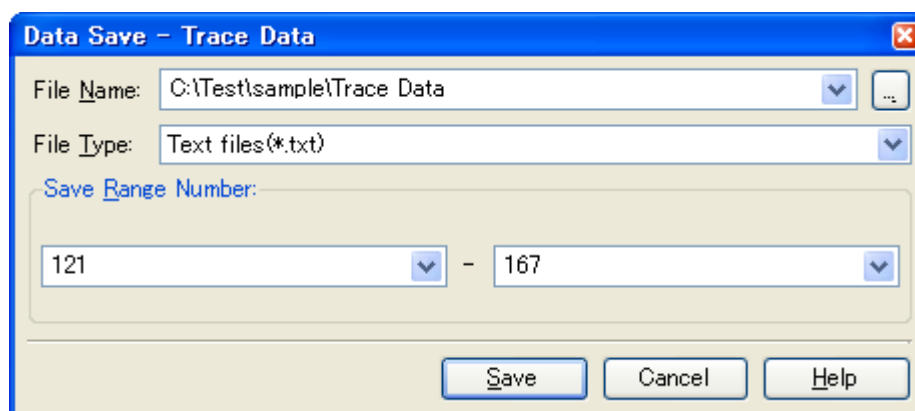 Data Save - Trace Data
File Name: C:\Test\sample\Trace Data ...
File Type: Text files(*.txt)
Save Range Number:
121 - 167
Save Cancel Help